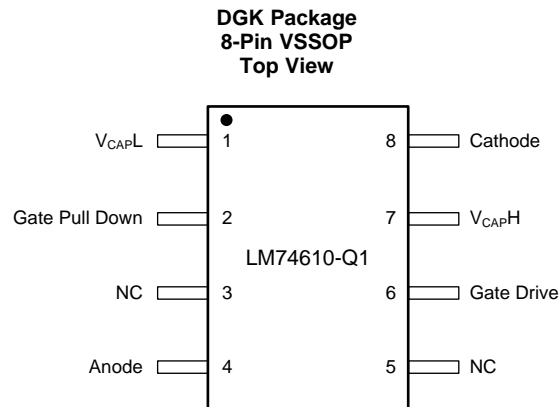 DGK Package
8-Pin VSSOP
Top View
VCAPL 1 8 Cathode
Gate Pull Down 2 7 VCAPH
LM74610-Q1
NC 3 6 Gate Drive
Anode 4 5 NC